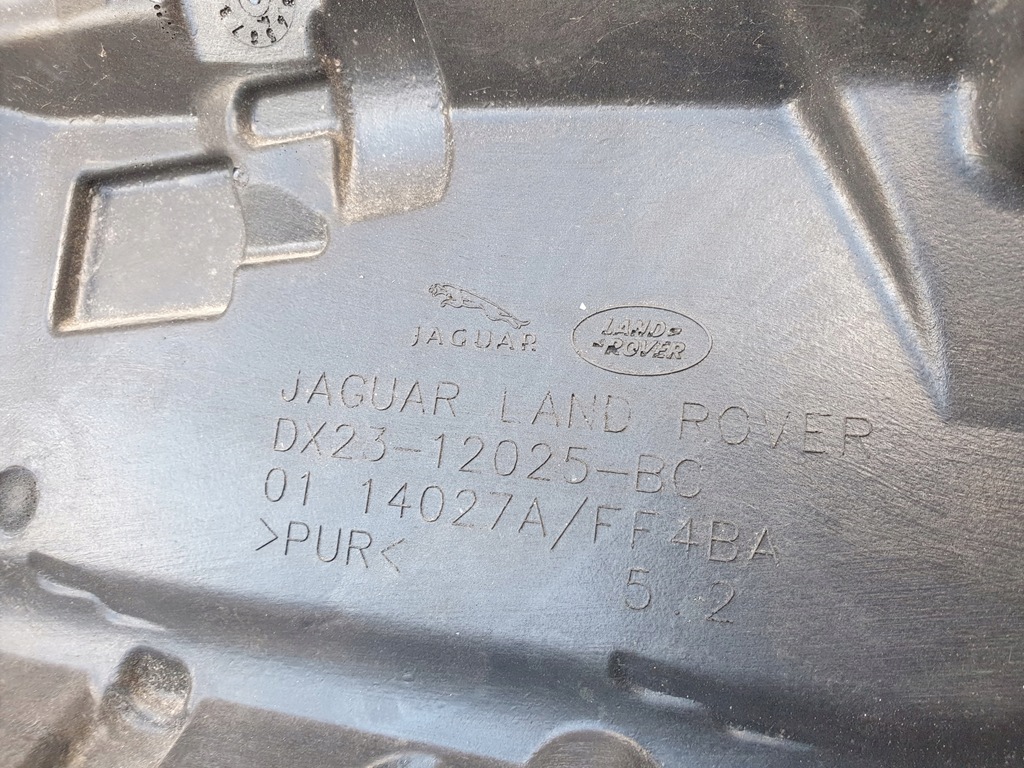 JAGUAR
LAND
ROVER
JAGUAR LAND ROVER
DX23-12025-BC
01 14027A/FF4BA
>PUR<
5.2